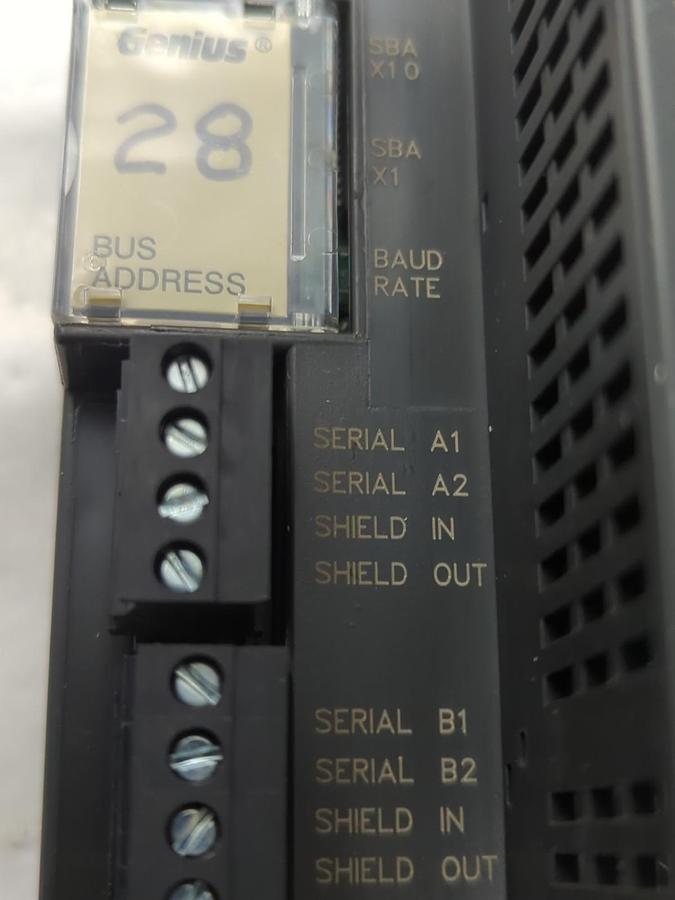 Genius®
28
BUS
ADDRESS
SBA
X10
SBA
X1
BAUD
RATE
SERIAL A1
SERIAL A2
SHIELD IN
SHIELD OUT
SERIAL B1
SERIAL B2
SHIELD IN
SHIELD OUT